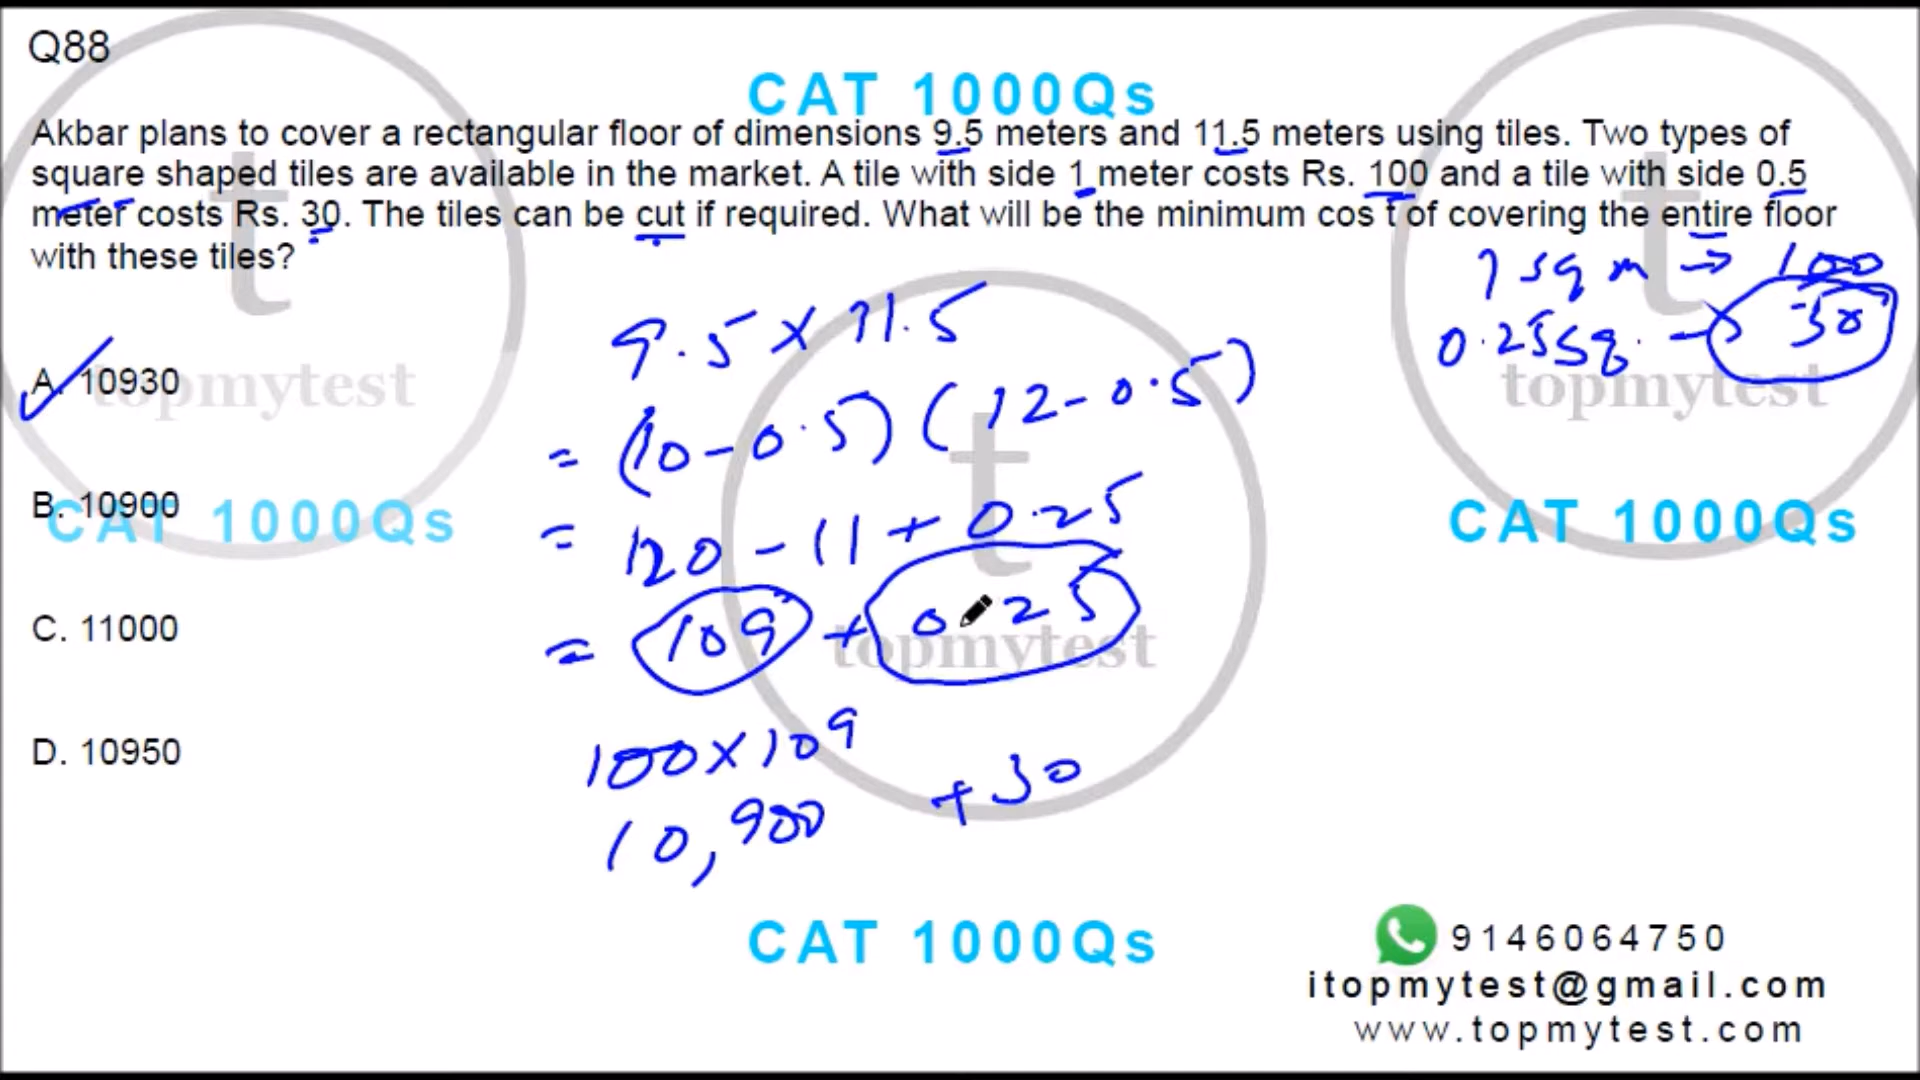 Q88
CAT 1000Qs
Akbar plans to cover a rectangular floor of dimensions 9.5 meters and 11.5 meters using tiles. Two types of
square shaped tiles are available in the market. A tile with side 1 meter costs Rs. 100 and a tile with side 0.5
meter costs Rs. 30. The tiles can be cut if required. What will be the minimum cos t of covering the entire floor
with these tiles?
1 sq m → 100
0.25 sq. → 30
9.5 × 11.5
= (10 - 0.5) (12 - 0.5)
= 120 - 11 + 0.25
= 109 + 0.25
100 × 109
10,900 + 30
A. 10930
B. 10900
C. 11000
D. 10950
t
topmytest
CAT 1000Qs
t
topmytest
t
topmytest
CAT 1000Qs
CAT 1000Qs
9146064750
itopmytest@gmail.com
www.topmytest.com